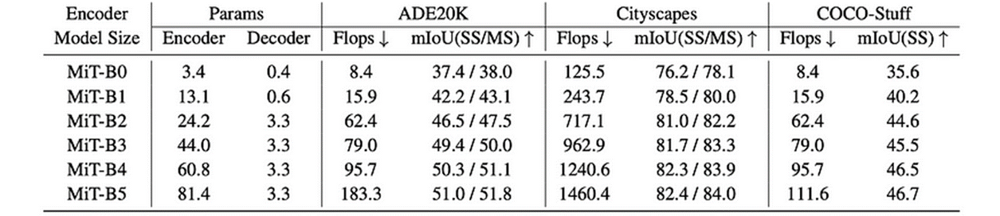 Encoder Params ADE20K Cityscapes COCO-Stuff
Model Size Encoder Decoder Flops ↓ mIoU(SS/MS) ↑ Flops ↓ mIoU(SS/MS) ↑ Flops ↓ mIoU(SS) ↑
MiT-B0 3.4 0.4 8.4 37.4 / 38.0 125.5 76.2 / 78.1 8.4 35.6
MiT-B1 13.1 0.6 15.9 42.2 / 43.1 243.7 78.5 / 80.0 15.9 40.2
MiT-B2 24.2 3.3 62.4 46.5 / 47.5 717.1 81.0 / 82.2 62.4 44.6
MiT-B3 44.0 3.3 79.0 49.4 / 50.0 962.9 81.7 / 83.3 79.0 45.5
MiT-B4 60.8 3.3 95.7 50.3 / 51.1 1240.6 82.3 / 83.9 95.7 46.5
MiT-B5 81.4 3.3 183.3 51.0 / 51.8 1460.4 82.4 / 84.0 111.6 46.7